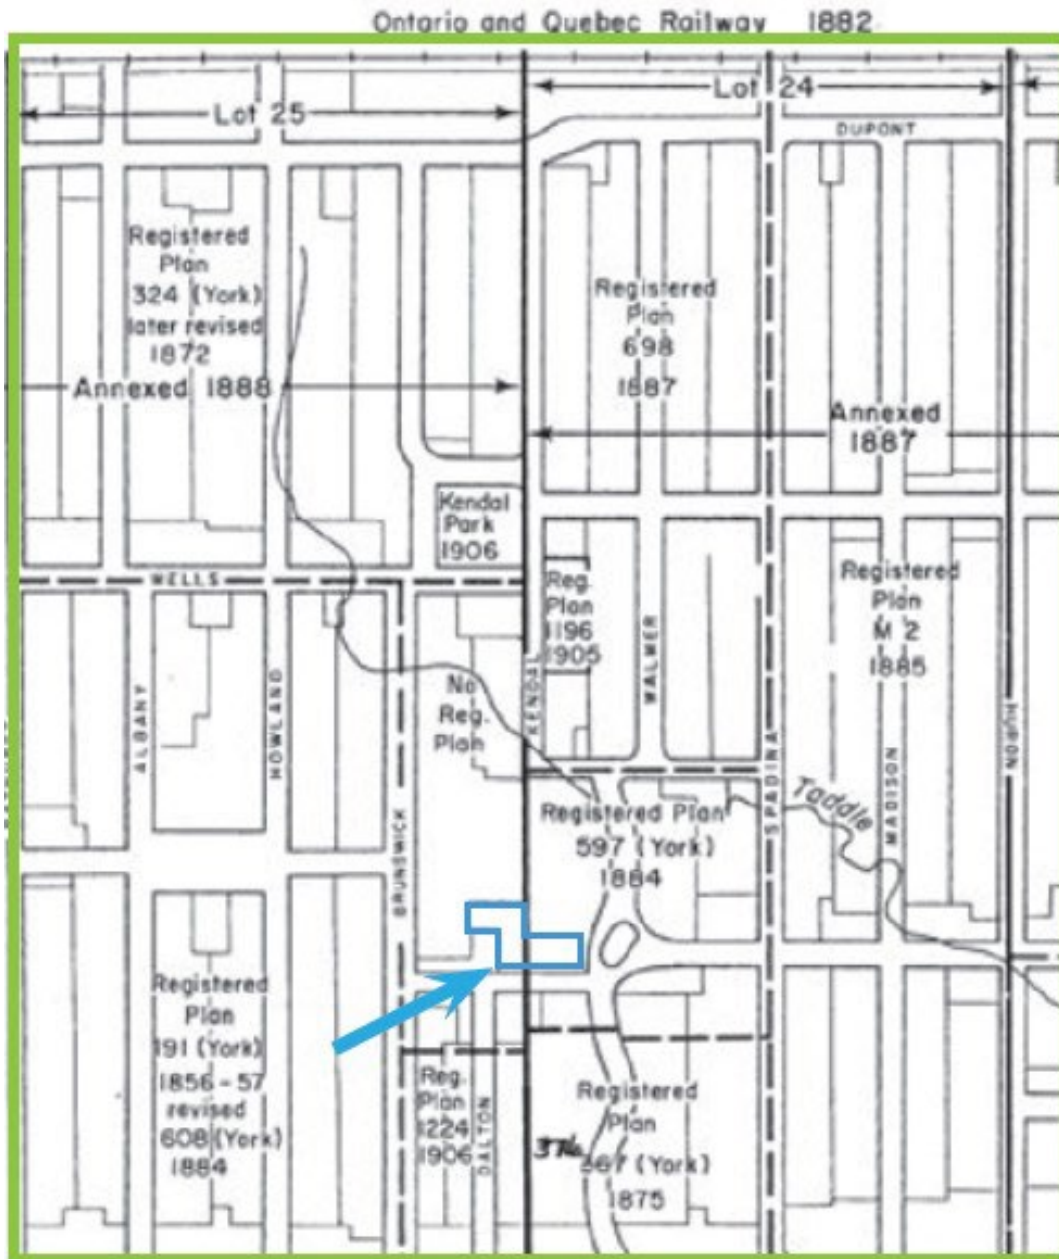 Ontario and Quebec Railway 1882
Lot 25
Lot 24
DUPONT
Registered
Plan
324 (York)
later revised
1872
Annexed 1888
Registered
Plan
698
1887
Annexed
1887
Kendal
Park
1906
WELLS
Reg.
Plan
1196
1905
Registered
Plan
M 2
1885
ALBANY
HOWLAND
BRUNSWICK
No
Reg.
Plan
KENDAL
WALMER
SPADINA
MADISON
HURON
Taddle
Registered Plan
597 (York)
1884
Registered
Plan
191 (York)
1856-57
revised
608 (York)
1884
Reg.
Plan
1224
1906
DALTON
Registered
Plan
567 (York)
1875